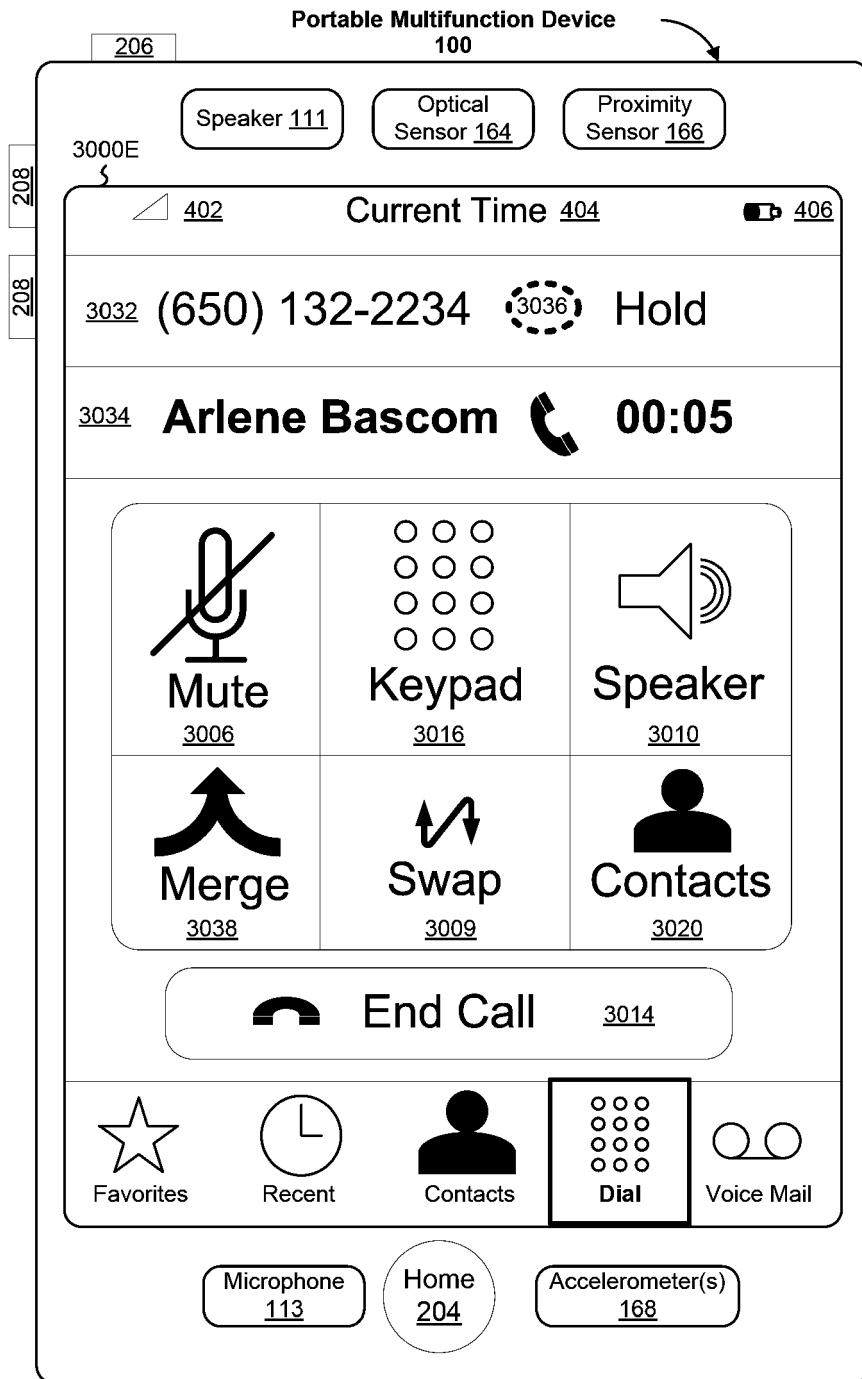 Portable Multifunction Device
100
206
Speaker 111
Optical
Sensor 164
Proximity
Sensor 166
3000E
208
208
402
Current Time 404
406
3032 (650) 132-2234 3036 Hold
3034 Arlene Bascom 00:05
Mute
3006
Keypad
3016
Speaker
3010
Merge
3038
Swap
3009
Contacts
3020
End Call 3014
Favorites
Recent
Contacts
Dial
Voice Mail
Microphone
113
Home
204
Accelerometer(s)
168